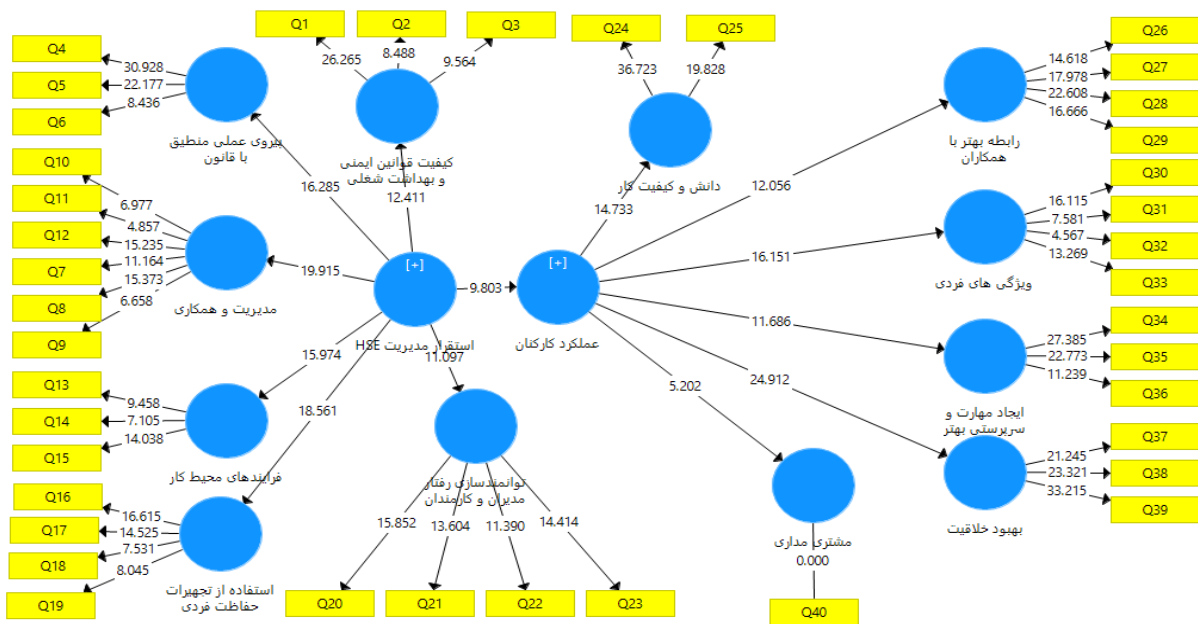 Q1
Q2
Q3
Q24
Q25
Q26
Q4
Q27
Q5
Q28
Q6
Q29
26.265
8.488
9.564
36.723
19.828
14.618
17.978
22.608
16.666
30.928
22.177
8.436
پیروی عملی منطیق
با قانون
کیفیت قوانین ایمنی
و بهداشت شغلی
دانش و کیفیت کار
رابطه بهتر با
همکاران
16.285
12.411
14.733
12.056
Q10
Q11
Q12
Q7
Q8
Q9
6.977
4.857
15.235
11.164
15.373
6.658
مدیریت و همکاری
19.915
[+]
استقرار مدیریت HSE
9.803
[+]
عملکرد کارکنان
16.151
Q30
Q31
Q32
Q33
16.115
7.581
4.567
13.269
ویژگی های فردی
15.974
11.097
18.561
5.202
11.686
24.912
Q34
Q35
Q36
27.385
22.773
11.239
ایجاد مهارت و
سرپرستی بهتر
Q13
Q14
Q15
9.458
7.105
14.038
فرایندهای محیط کار
توانمندسازی رفتار
مدیران و کارمندان
Q37
Q38
Q39
21.245
23.321
33.215
بهبود خلاقیت
Q16
Q17
Q18
Q19
16.615
14.525
7.531
8.045
استفاده از تجهیرات
حفاظت فردی
15.852
13.604
11.390
14.414
مشتری مداری
0.000
Q20
Q21
Q22
Q23
Q40